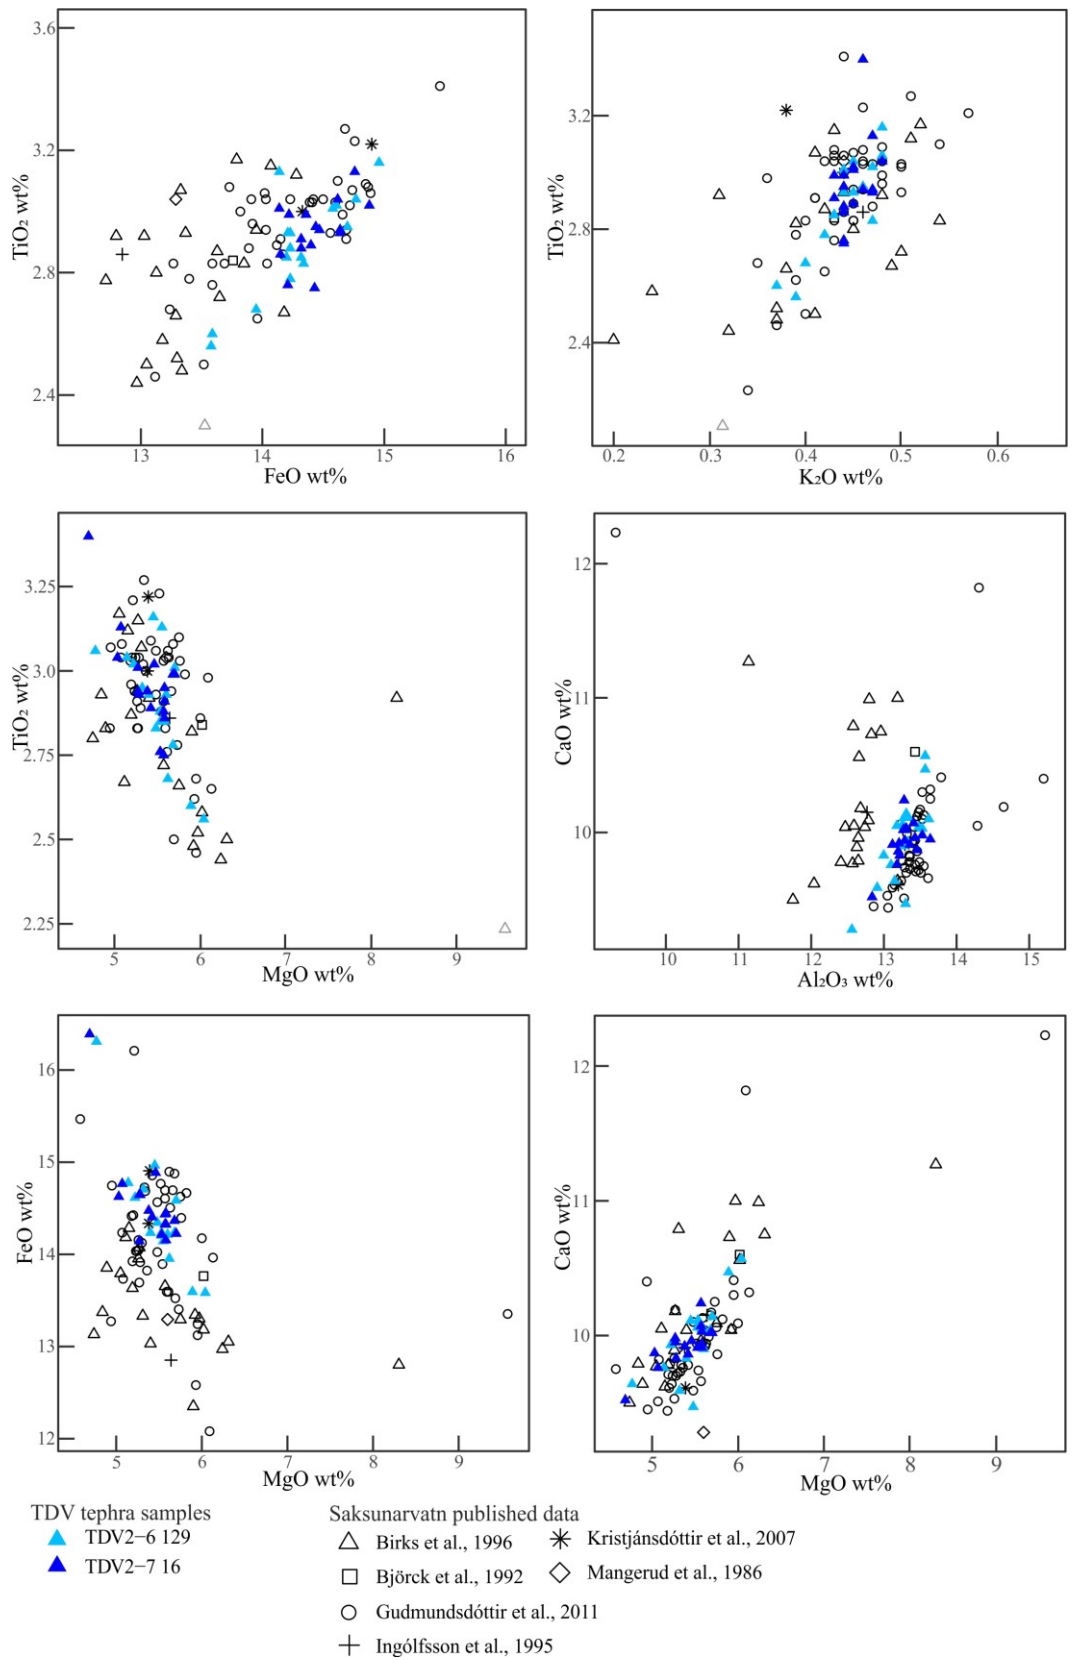 3.6
3.2
2.8
2.4
TiO₂ wt%
13 14 15 16
FeO wt%
3.2
2.8
2.4
TiO₂ wt%
0.2 0.3 0.4 0.5 0.6
K₂O wt%
3.25
3.0
2.75
2.5
2.25
TiO₂ wt%
5 6 7 8 9
MgO wt%
12
11
10
CaO wt%
10 11 12 13 14 15
Al₂O₃ wt%
16
15
14
13
12
FeO wt%
5 6 7 8 9
MgO wt%
12
11
10
CaO wt%
5 6 7 8 9
MgO wt%
TDV tephra samples
TDV2−6 129
TDV2−7 16
Saksunarvatn published data
Birks et al., 1996
Björck et al., 1992
Gudmundsdóttir et al., 2011
Ingólfsson et al., 1995
Kristjánsdóttir et al., 2007
Mangerud et al., 1986